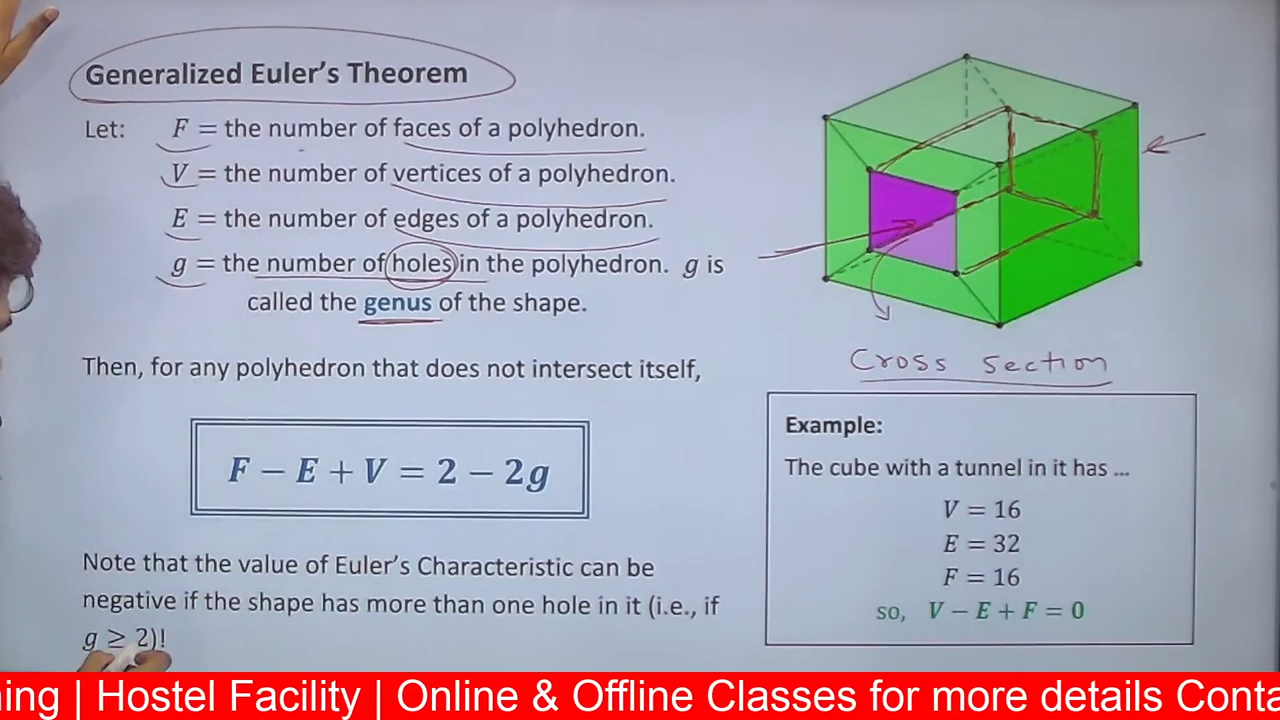 Generalized Euler's Theorem
Let: F = the number of faces of a polyhedron.
V = the number of vertices of a polyhedron.
E = the number of edges of a polyhedron.
g = the number of holes in the polyhedron. g is
called the genus of the shape.
Then, for any polyhedron that does not intersect itself,
F − E + V = 2 − 2g
Note that the value of Euler's Characteristic can be
negative if the shape has more than one hole in it (i.e., if
g ≥ 2)!
Cross section
Example:
The cube with a tunnel in it has ...
V = 16
E = 32
F = 16
so, V − E + F = 0
| Hostel Facility | Online & Offline Classes for more details